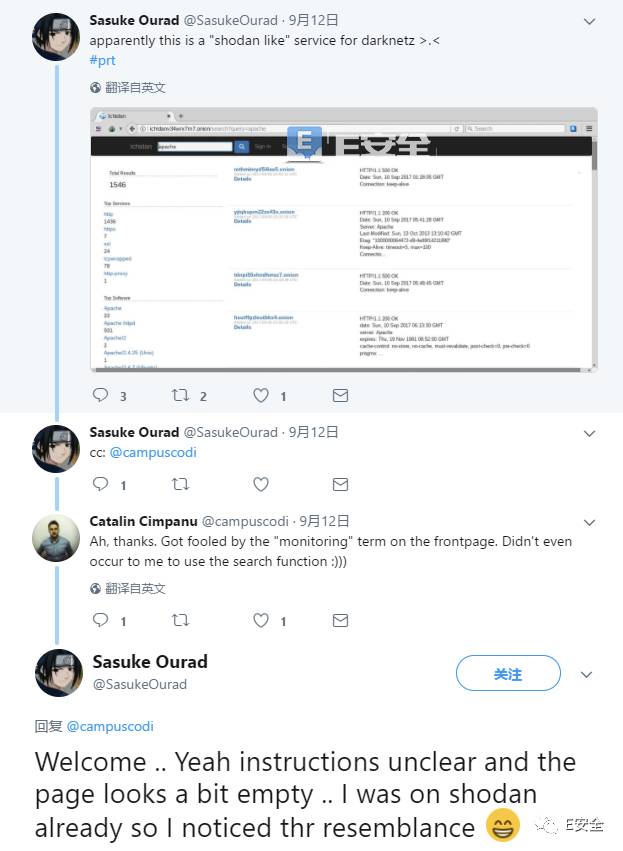 Sasuke Ourad @SasukeOurad · 9月12日
apparently this is a "shodan like" service for darknetz >.<
#prt
翻译自英文
Ichidan
Search
ichidan
apache
Sign in
E安全
Total Results
1546
Top Services
http
1436
https
7
ssl
24
tcpwrapped
78
http-proxy
1
Top Software
Apache
Apache httpd
931
Apache/2
2
Apache/2.4.25 (Unix)
1
Details
HTTP/1.1 500 OK
Date: Sun, 10 Sep 2017 01:28:05 GMT
Connection: keep-alive
Details
HTTP/1.1 200 OK
Date: Sun, 10 Sep 2017 05:41:28 GMT
Server: Apache
Last-Modified: Sun, 13 Oct 2013 13:10:42 GMT
Keep-Alive: timeout=5, max=100
Connectio...
Details
HTTP/1.1 500 OK
Date: Sun, 10 Sep 2017 05:45:45 GMT
Connection: keep-alive
Details
HTTP/1.1 200 OK
date: Sun, 10 Sep 2017 06:13:30 GMT
server: Apache
expires: Thu, 19 Nov 1981 08:52:00 GMT
cache-control: no-store, no-cache, must-revalidate, post-check=0, pre-check=0
pragma: ...
3 2 1
Sasuke Ourad @SasukeOurad · 9月12日
cc: @campuscodi
1
Catalin Cimpanu @campuscodi · 9月12日
Ah, thanks. Got fooled by the "monitoring" term on the frontpage. Didn't even
occur to me to use the search function :)))
翻译自英文
1 1
Sasuke Ourad
@SasukeOurad
关注
回复 @campuscodi
Welcome .. Yeah instructions unclear and the
page looks a bit empty .. I was on shodan
already so I noticed thr resemblance
E安全